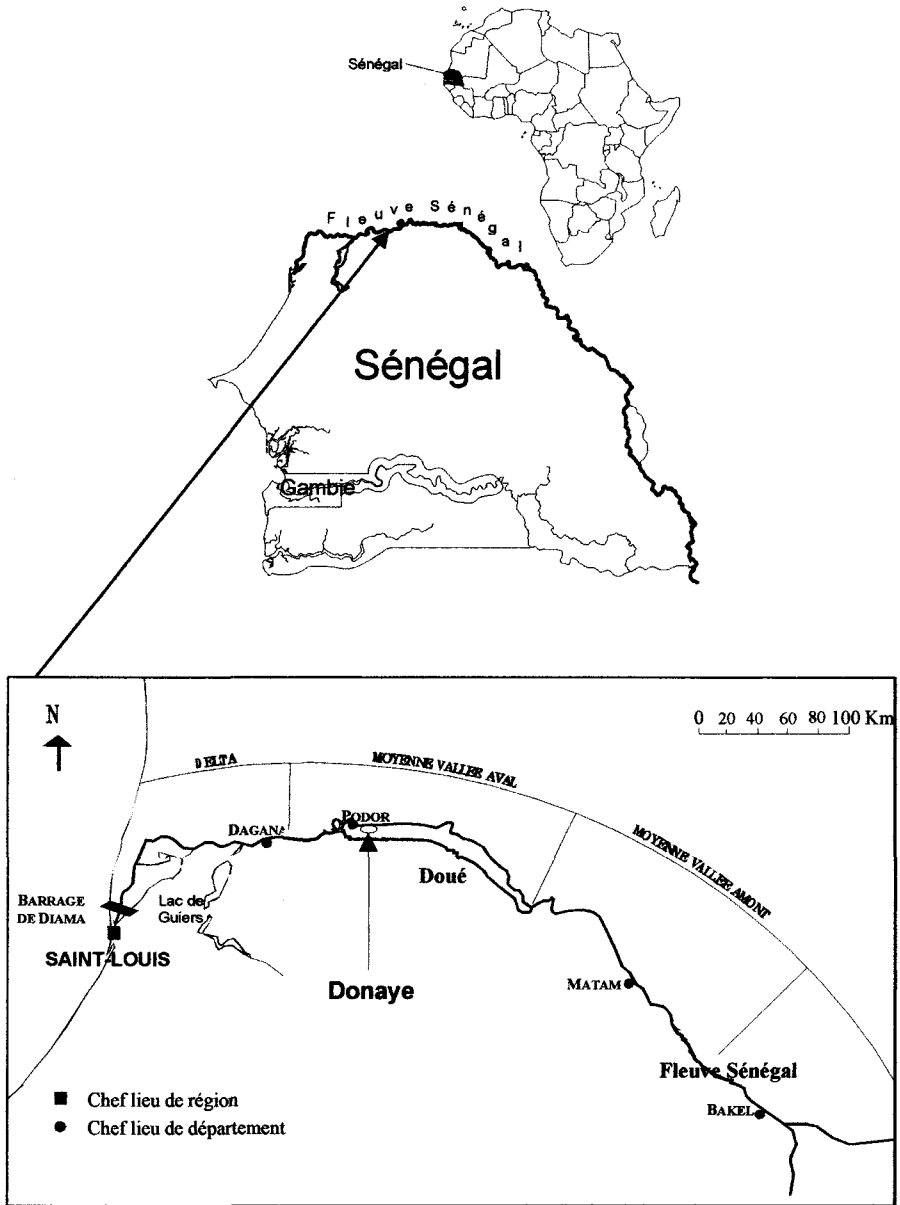 Sénégal
Fleuve Sénégal
Sénégal
Gambie
N
0 20 40 60 80 100 Km
DELTA
MOYENNE VALLEE AVAL
MOYENNE VALLEE AMONT
PODOR
DAGANA
Doué
BARRAGE
DE DIAMA
Lac de
Guiers
SAINT-LOUIS
Donaye
MATAM
Fleuve Sénégal
BAKEL
Chef lieu de région
Chef lieu de département